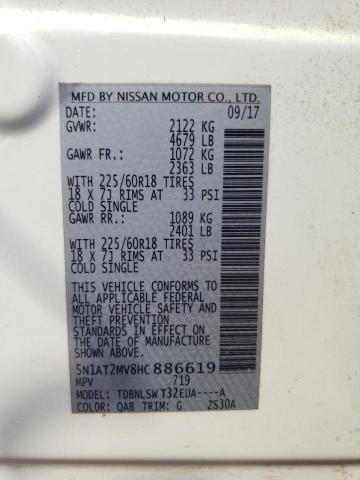 MFD BY NISSAN MOTOR CO., LTD.
DATE: 09/17
GVWR: 2122 KG
4679 LB
GAWR FR.: 1072 KG
2363 LB
WITH 225/60R18 TIRES
18 X 7J RIMS AT 33 PSI
COLD SINGLE
GAWR RR.: 1089 KG
2401 LB
WITH 225/60R18 TIRES
18 X 7J RIMS AT 33 PSI
COLD SINGLE
THIS VEHICLE CONFORMS TO
ALL APPLICABLE FEDERAL
MOTOR VEHICLE SAFETY AND
THEFT PREVENTION
STANDARDS IN EFFECT ON
THE DATE OF MANUFACTURE
SHOWN ABOVE.
5N1AT2MV8HC 886619
MPV 719
MODEL: TDBNLSW T32EUA----A
COLOR: QAB TRIM: G ZS30A